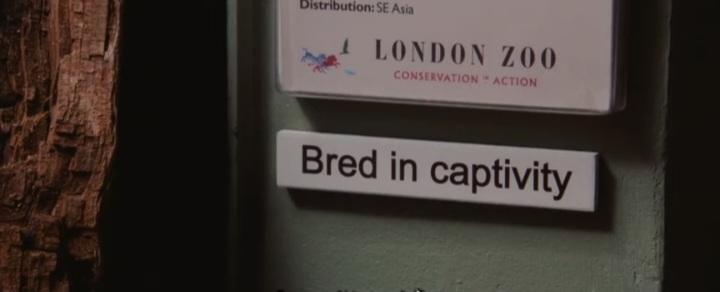 Distribution: SE Asia
LONDON ZOO
CONSERVATION IN ACTION
Bred in captivity